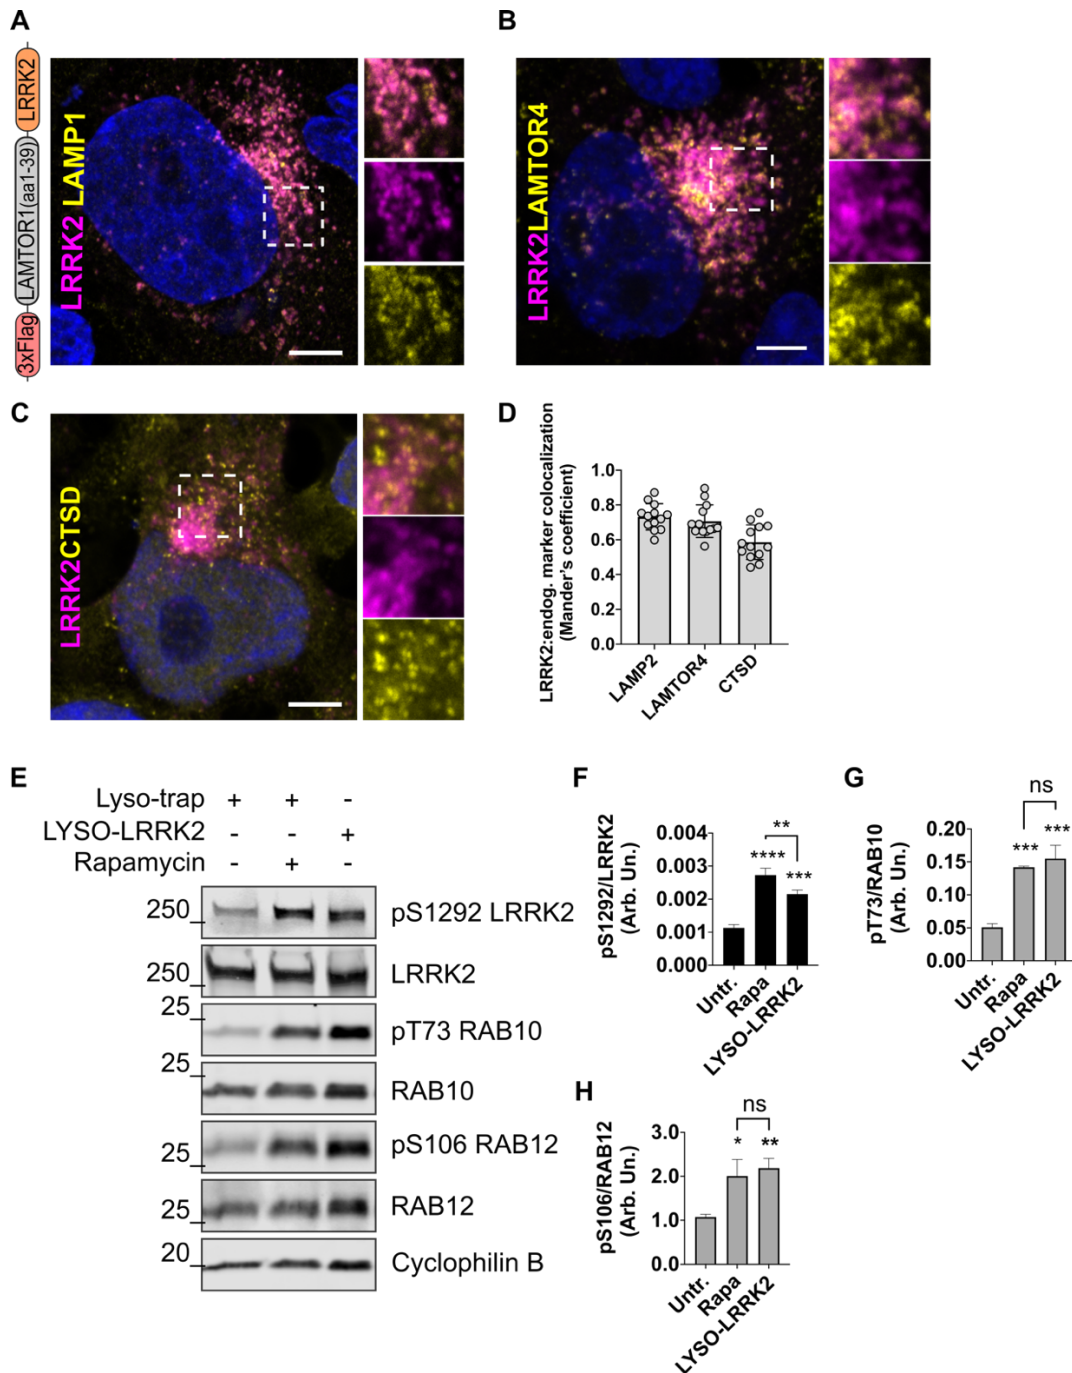 A
LRRK2
LAMTOR1(aa1-39)
3xFlag
LRRK2 LAMP1
B
LRRK2LAMTOR4
C
LRRK2CTSD
D
LRRK2:endog. marker colocalization
(Mander's coefficient)
1.0
0.8
0.6
0.4
0.2
0.0
LAMP2
LAMTOR4
CTSD
E
Lyso-trap + + -
LYSO-LRRK2 - - +
Rapamycin - + -
250 pS1292 LRRK2
250 LRRK2
25 pT73 RAB10
25 RAB10
25 pS106 RAB12
25 RAB12
20 Cyclophilin B
F
pS1292/LRRK2
(Arb. Un.)
0.004
0.003
0.002
0.001
0.000
**
****
***
Untr.
Rapa
LYSO-LRRK2
G
pT73/RAB10
(Arb. Un.)
0.20
0.15
0.10
0.05
0.00
ns
***
***
Untr.
Rapa
LYSO-LRRK2
H
pS106/RAB12
(Arb. Un.)
3.0
2.0
1.0
0.0
ns
*
**
Untr.
Rapa
LYSO-LRRK2